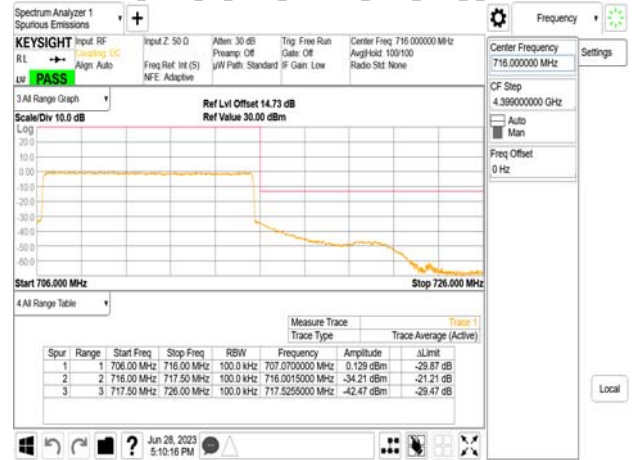 Spectrum Analyzer 1
Spurious Emissions
Frequency
KEYSIGHT
Input: RF
Coupling: DC
Align: Auto
Input Z: 50 Ω
Freq Ref: Int (S)
NFE: Adaptive
Atten: 30 dB
Preamp: Off
µW Path: Standard
Trig: Free Run
Gate: Off
IF Gain: Low
Center Freq: 716.000000 MHz
Avg|Hold: 100/100
Radio Std: None
RL
PASS
Center Frequency
716.000000 MHz
Settings
CF Step
4.399000000 GHz
Auto
Man
Freq Offset
0 Hz
3 All Range Graph
Scale/Div 10.0 dB
Ref Lvl Offset 14.73 dB
Ref Value 30.00 dBm
Log
20.0
10.0
0.00
-10.0
-20.0
-30.0
-40.0
-50.0
-60.0
Start 706.000 MHz
Stop 726.000 MHz
4 All Range Table
Measure Trace Trace 1
Trace Type Trace Average (Active)
Spur Range Start Freq Stop Freq RBW Frequency Amplitude ΔLimit
1 1 706.00 MHz 716.00 MHz 100.0 kHz 707.0700000 MHz 0.129 dBm -29.87 dB
2 2 716.00 MHz 717.50 MHz 100.0 kHz 716.0015000 MHz -34.21 dBm -21.21 dB
3 3 717.50 MHz 726.00 MHz 100.0 kHz 717.5255000 MHz -42.47 dBm -29.47 dB
Local
Jun 28, 2023
5:10:16 PM